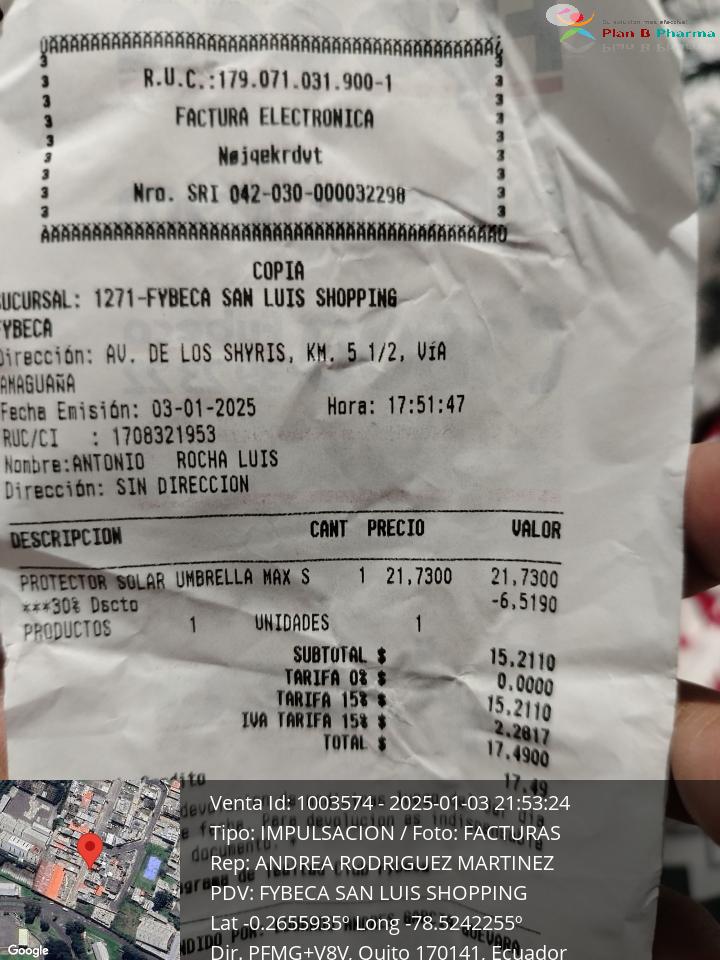 Su solucion mas efectiva!
Plan B Pharma
R.U.C.:179.071.031.900-1
FACTURA ELECTRONICA
Nøjqekrdvt
Nro. SRI 042-030-000032298
COPIA
UCURSAL: 1271-FYBECA SAN LUIS SHOPPING
FYBECA
Dirección: AV. DE LOS SHYRIS, KM. 5 1/2, VíA
AMAGUAÑA
Fecha Emisión: 03-01-2025 Hora: 17:51:47
RUC/CI : 1708321953
Nombre:ANTONIO ROCHA LUIS
Dirección: SIN DIRECCION
DESCRIPCION CANT PRECIO VALOR
PROTECTOR SOLAR UMBRELLA MAX S 1 21,7300 21,7300
***30% Dscto -6,5190
PRODUCTOS 1 UNIDADES 1
SUBTOTAL $ 15.2110
TARIFA 0% $ 0.0000
TARIFA 15% $ 15.2110
IVA TARIFA 15% $ 2.2817
TOTAL $ 17.4900
17.49
Venta Id: 1003574 - 2025-01-03 21:53:24
Tipo: IMPULSACION / Foto: FACTURAS
Rep: ANDREA RODRIGUEZ MARTINEZ
PDV: FYBECA SAN LUIS SHOPPING
Lat -0.2655935º Long -78.5242255º
Dir. PFMG+V8V, Quito 170141, Ecuador
Google